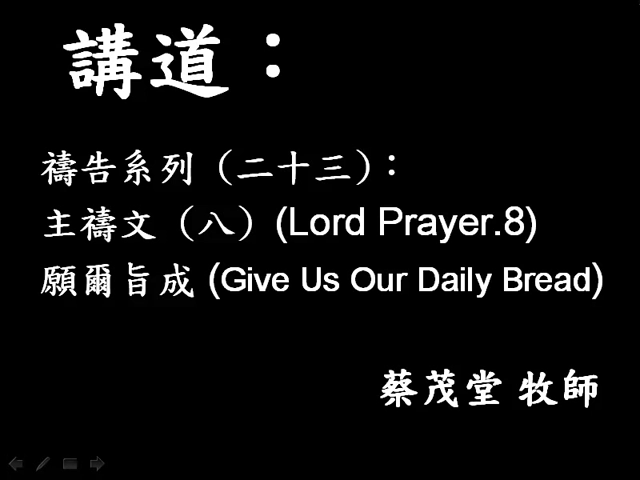 講道：
禱告系列（二十三）：
主禱文（八）(Lord Prayer.8)
願爾旨成 (Give Us Our Daily Bread)
蔡茂堂 牧師